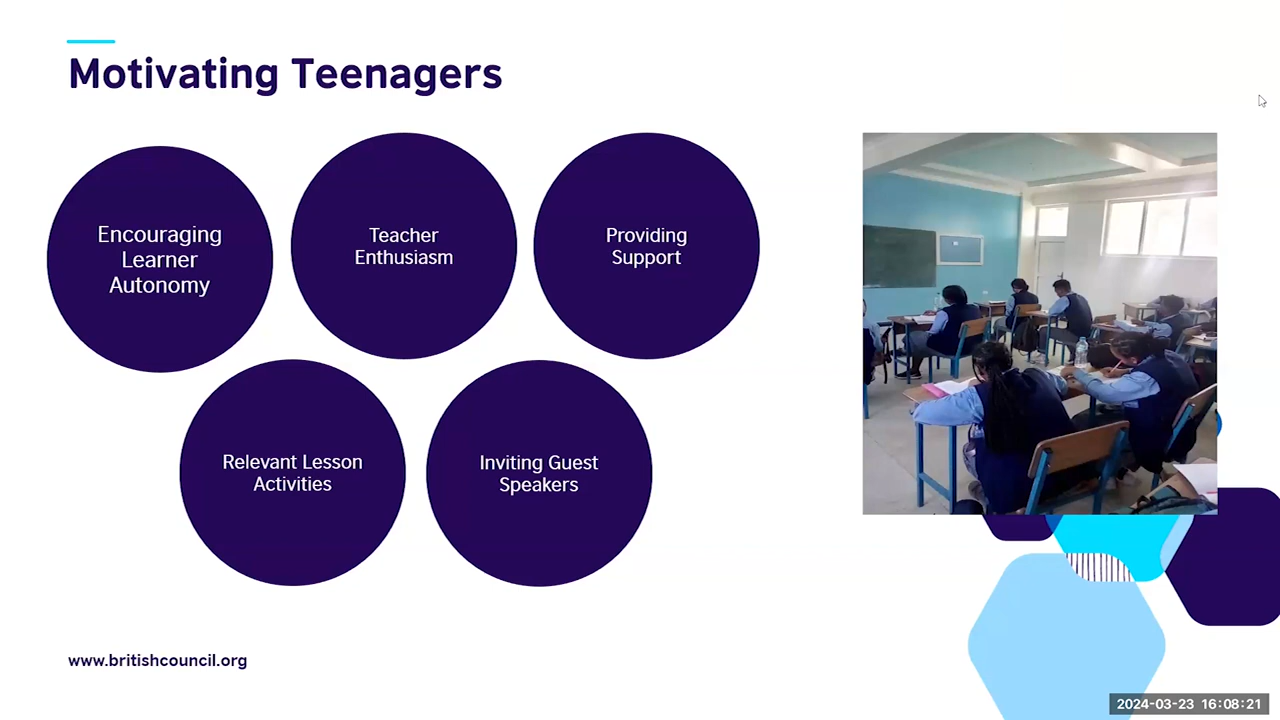 Motivating Teenagers
Encouraging
Learner
Autonomy
Teacher
Enthusiasm
Providing
Support
Relevant Lesson
Activities
Inviting Guest
Speakers
www.britishcouncil.org
2024-03-23 16:08:21